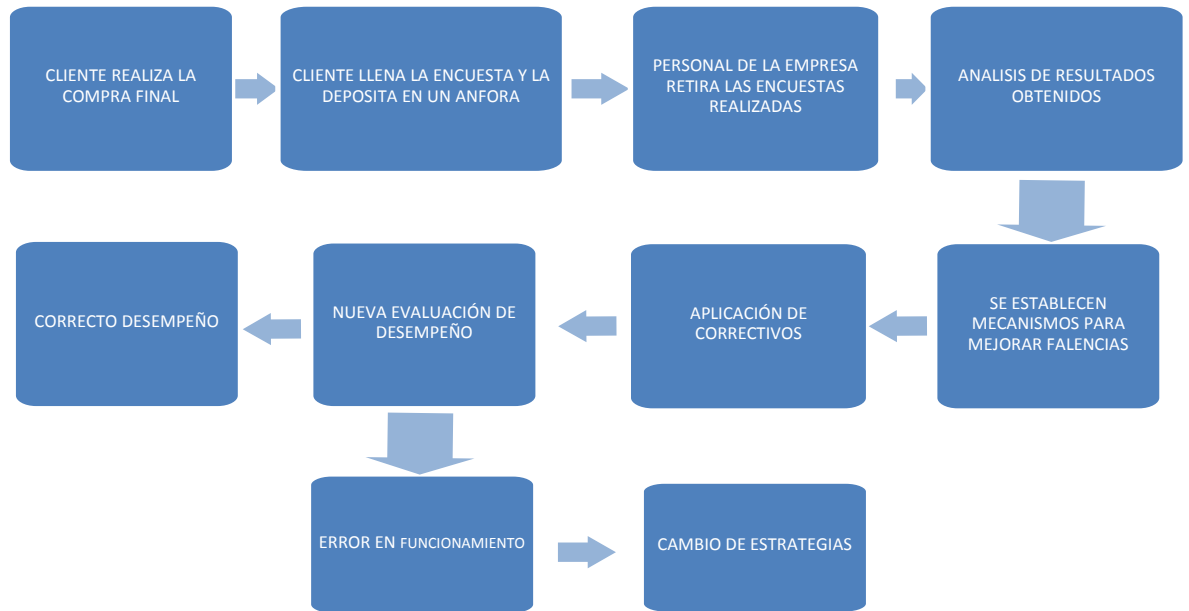 CLIENTE REALIZA LA
COMPRA FINAL
CLIENTE LLENA LA ENCUESTA Y LA
DEPOSITA EN UN ANFORA
PERSONAL DE LA EMPRESA
RETIRA LAS ENCUESTAS
REALIZADAS
ANALISIS DE RESULTADOS
OBTENIDOS
SE ESTABLECEN
MECANISMOS PARA
MEJORAR FALENCIAS
APLICACIÓN DE
CORRECTIVOS
NUEVA EVALUACIÓN DE
DESEMPEÑO
CORRECTO DESEMPEÑO
ERROR EN FUNCIONAMIENTO
CAMBIO DE ESTRATEGIAS